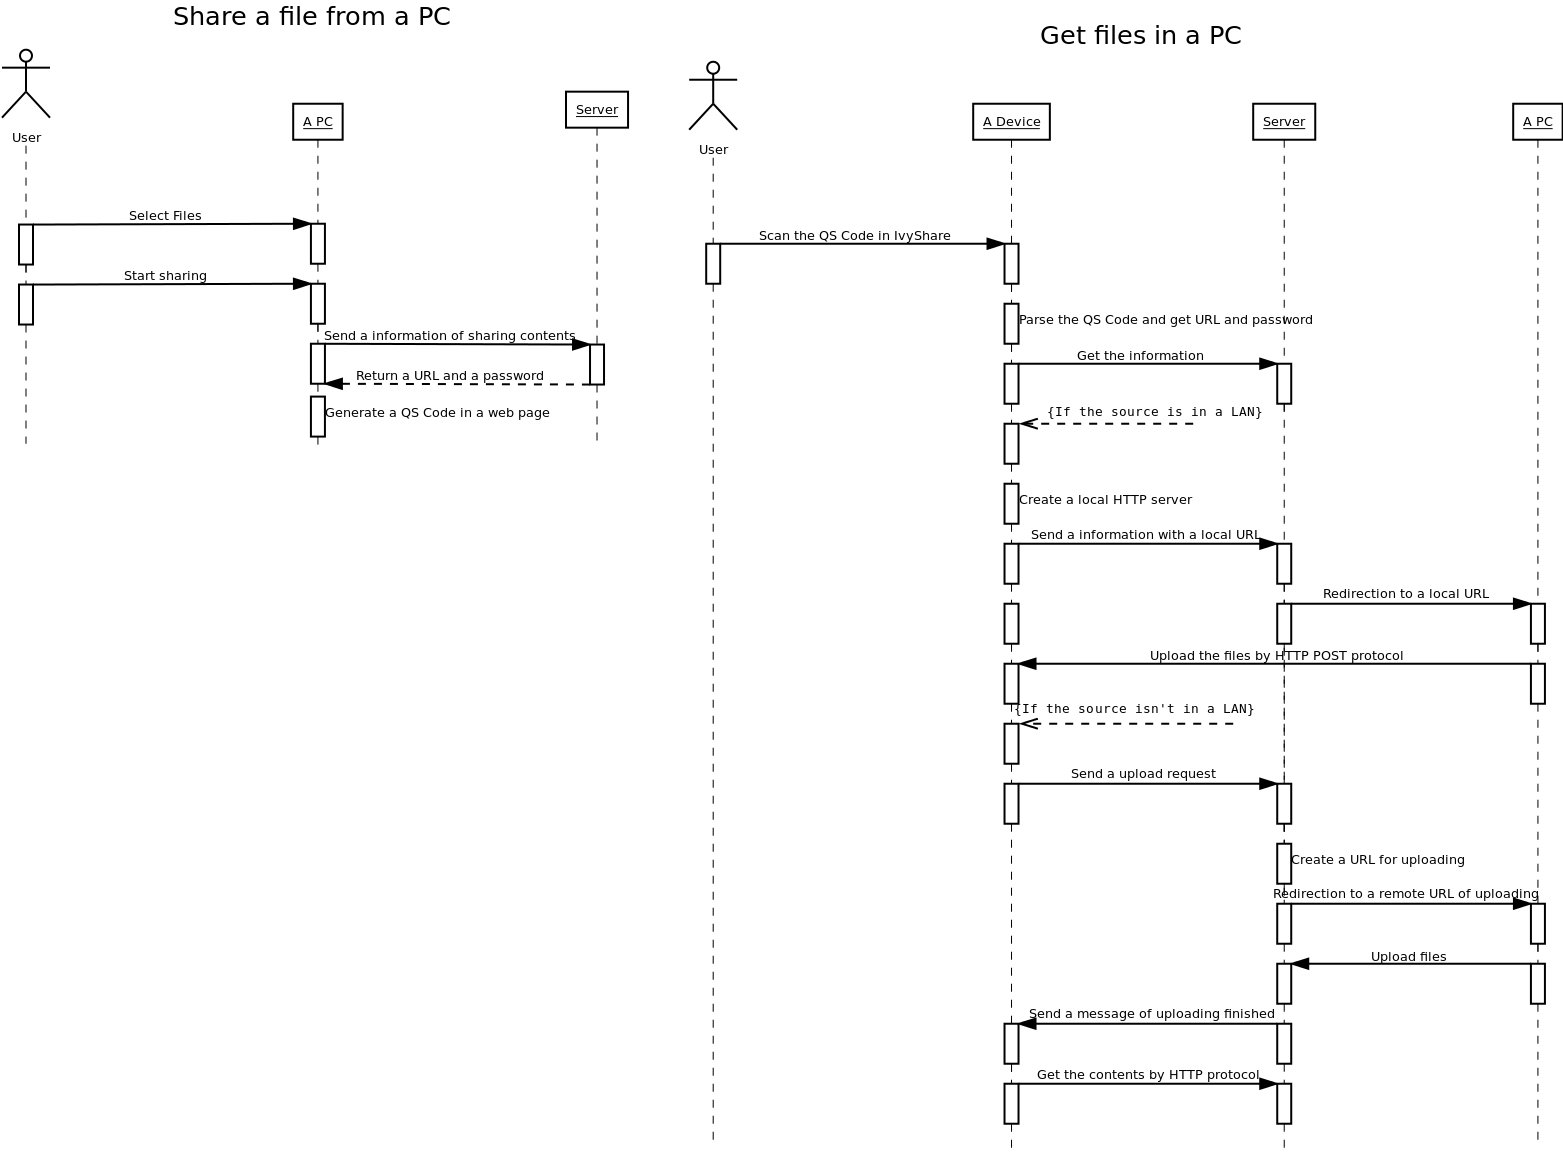 Share a file from a PC
User
A PC
Server
Select Files
Start sharing
Send a information of sharing contents
Return a URL and a password
Generate a QS Code in a web page
Get files in a PC
User
A Device
Server
A PC
Scan the QS Code in IvyShare
Parse the QS Code and get URL and password
Get the information
{If the source is in a LAN}
Create a local HTTP server
Send a information with a local URL
Redirection to a local URL
Upload the files by HTTP POST protocol
{If the source isn't in a LAN}
Send a upload request
Create a URL for uploading
Redirection to a remote URL of uploading
Upload files
Send a message of uploading finished
Get the contents by HTTP protocol